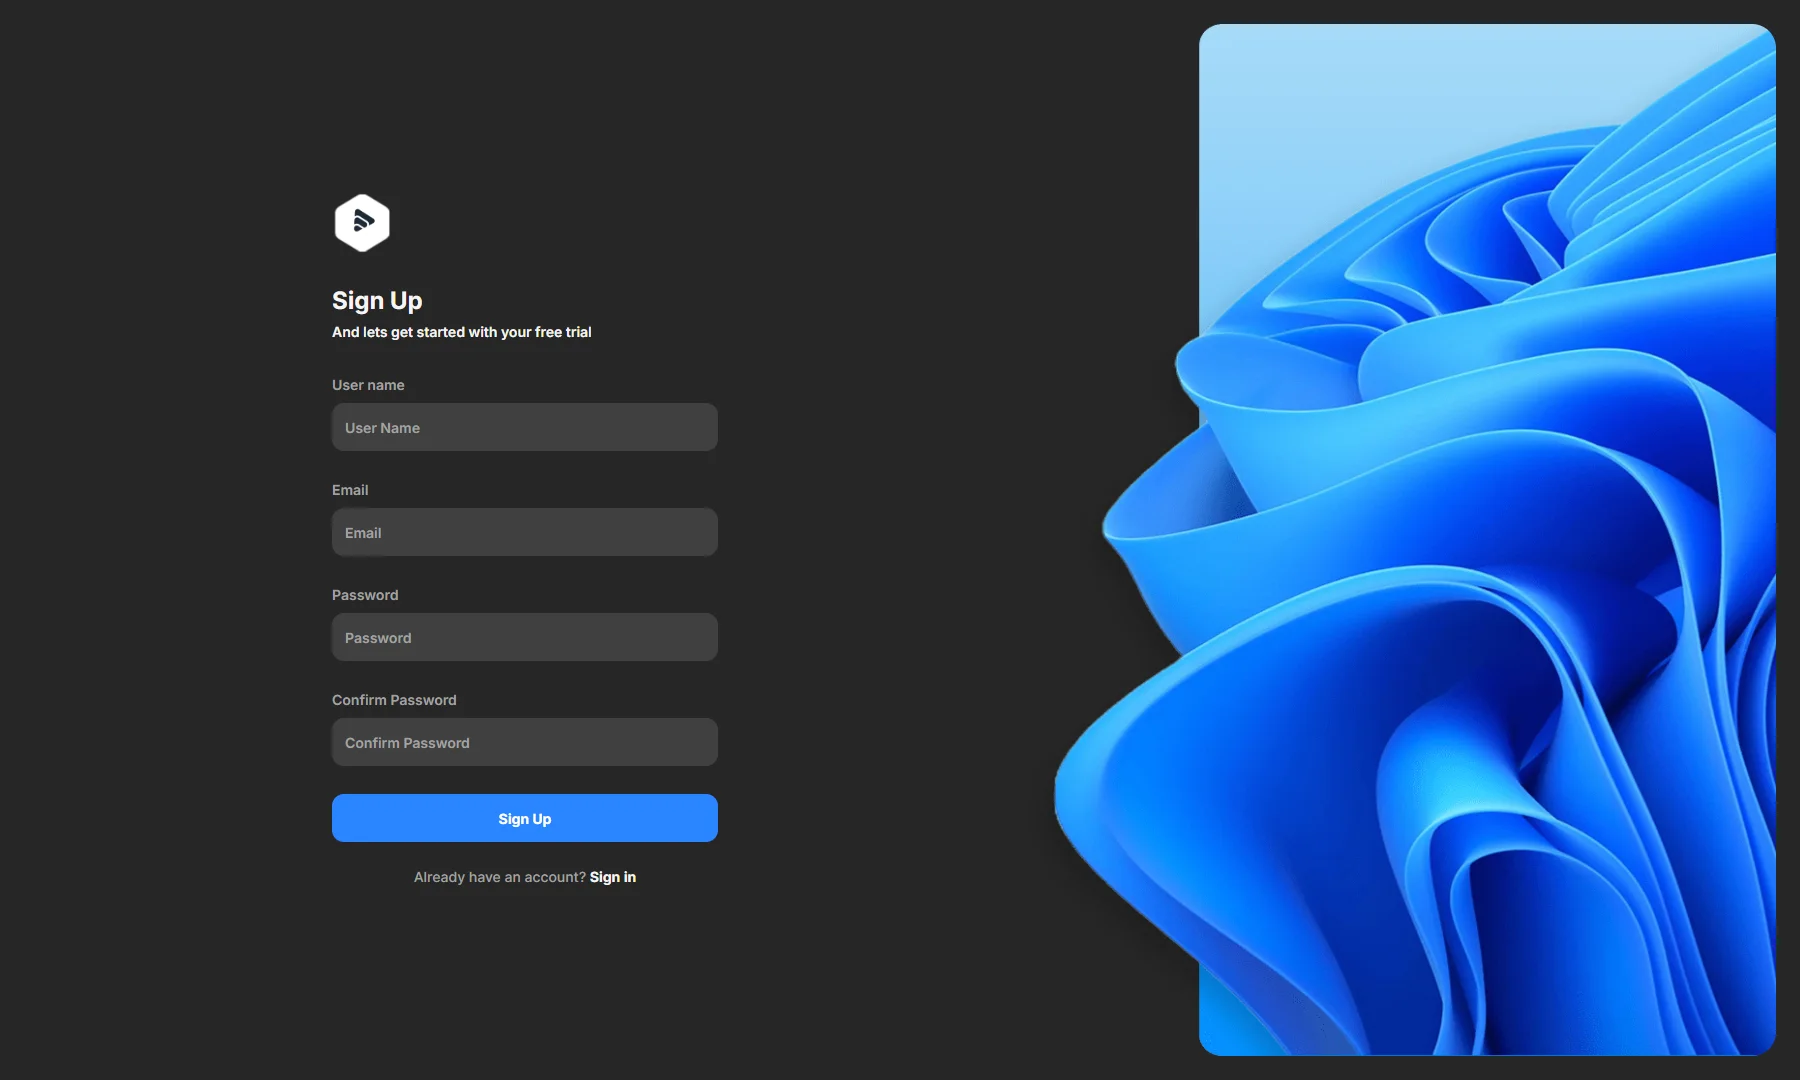 Sign Up
And lets get started with your free trial
User name
User Name
Email
Email
Password
Password
Confirm Password
Confirm Password
Sign Up
Already have an account? Sign in